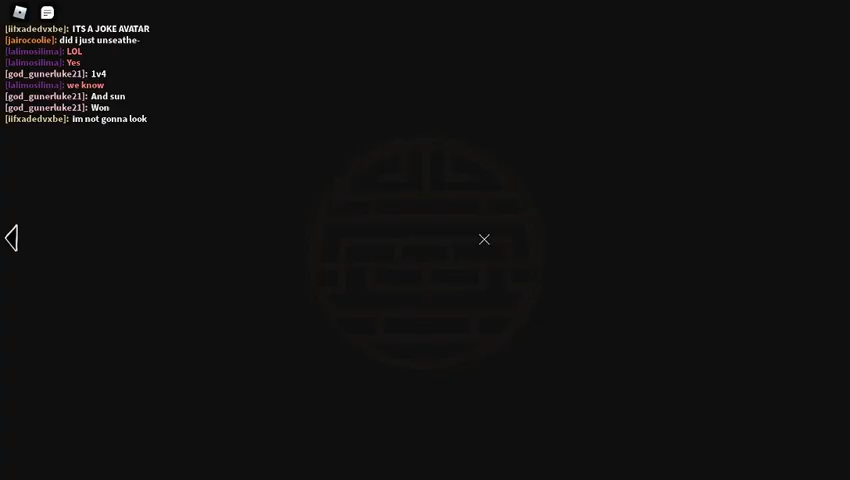 [iifxadedvxbe]: ITS A JOKE AVATAR
[jairocoolie]: did i just unseathe-
[lalimosilima]: LOL
[lalimosilima]: Yes
[god_gunerluke21]: 1v4
[lalimosilima]: we know
[god_gunerluke21]: And sun
[god_gunerluke21]: Won
[iifxadedvxbe]: im not gonna look